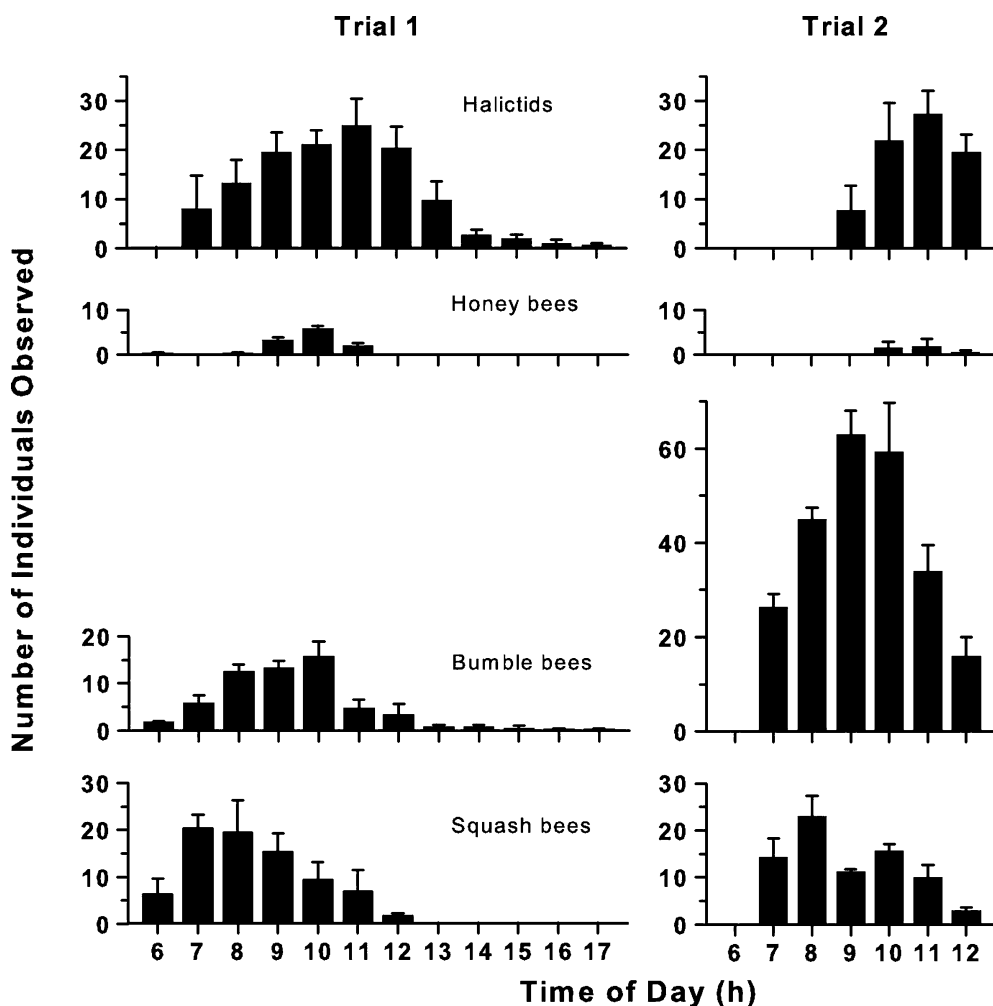 Trial 1
Trial 2
Number of Individuals Observed
30
20
10
0
Halictids
30
20
10
0
10
0
Honey bees
10
0
20
10
0
Bumble bees
60
40
20
0
30
20
10
0
Squash bees
30
20
10
0
6 7 8 9 10 11 12 13 14 15 16 17
6 7 8 9 10 11 12
Time of Day (h)